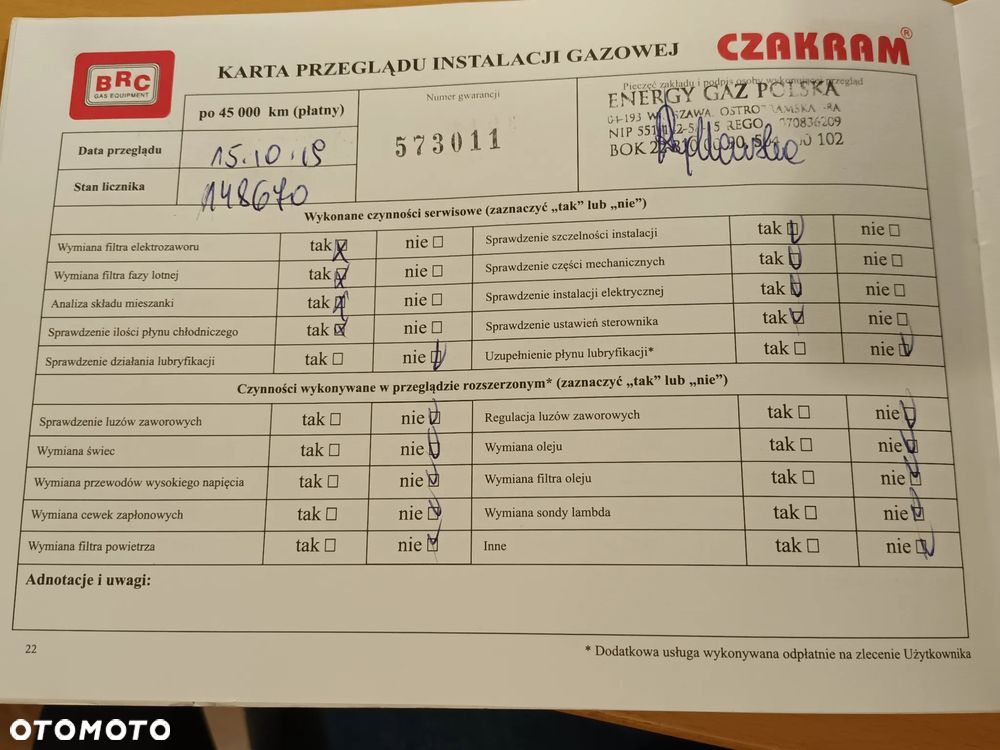 BRC
GAS EQUIPMENT
KARTA PRZEGLĄDU INSTALACJI GAZOWEJ
CZAKRAM®
po 45 000 km (płatny)
Numer gwarancji
573011
Pieczęć zakładu i podpis osoby wykonującej przegląd
ENERGY GAZ POLSKA
WARSZAWA, 
NIP REGO
BOK 102
Data przeglądu 15.10.19
Stan licznika 148670
Wykonane czynności serwisowe (zaznaczyć „tak” lub „nie”)
Wymiana filtra elektrozaworu tak nie Sprawdzenie szczelności instalacji tak nie
Wymiana filtra fazy lotnej tak nie Sprawdzenie części mechanicznych tak nie
Analiza składu mieszanki tak nie Sprawdzenie instalacji elektrycznej tak nie
Sprawdzenie ilości płynu chłodniczego tak nie Sprawdzenie ustawień sterownika tak nie
Sprawdzenie działania lubryfikacji tak nie Uzupełnienie płynu lubryfikacji* tak nie
Czynności wykonywane w przeglądzie rozszerzonym* (zaznaczyć „tak” lub „nie”)
Sprawdzenie luzów zaworowych tak nie Regulacja luzów zaworowych tak nie
Wymiana świec tak nie Wymiana oleju tak nie
Wymiana przewodów wysokiego napięcia tak nie Wymiana filtra oleju tak nie
Wymiana cewek zapłonowych tak nie Wymiana sondy lambda tak nie
Wymiana filtra powietrza tak nie Inne tak nie
Adnotacje i uwagi:
22
* Dodatkowa usługa wykonywana odpłatnie na zlecenie Użytkownika
OTOMOTO